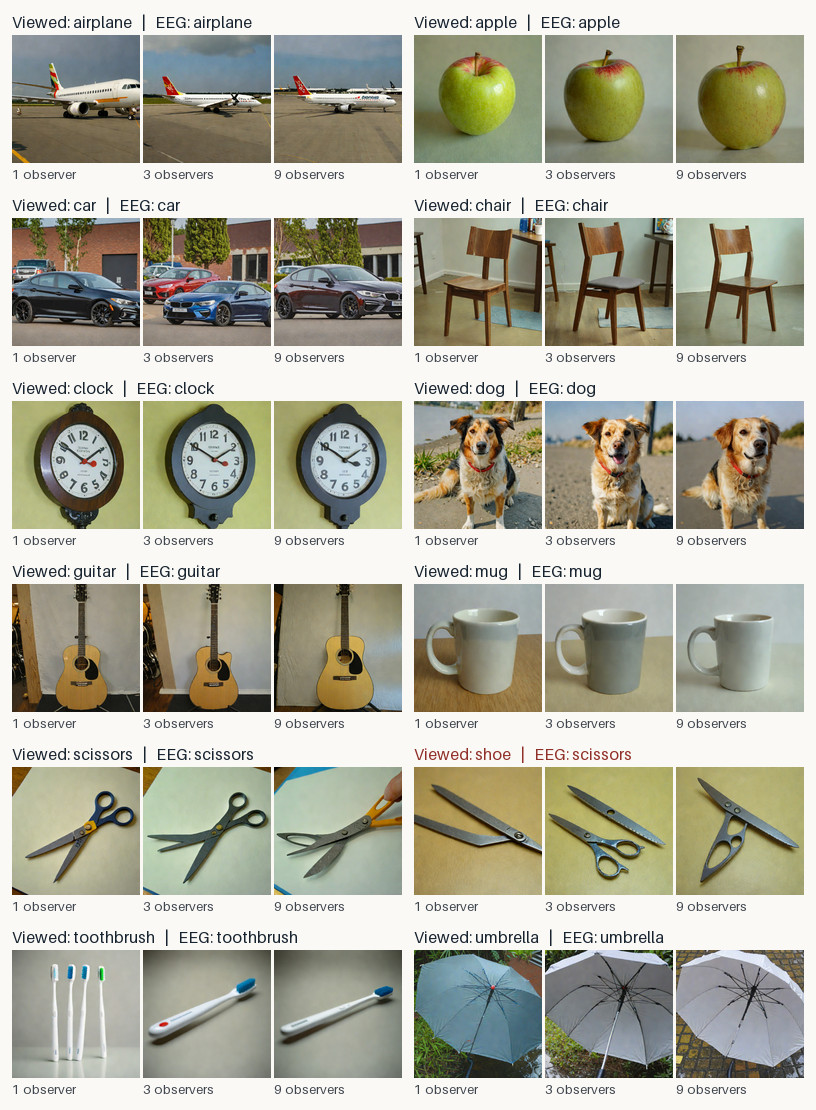 Viewed: airplane | EEG: airplane
1 observer
3 observers
9 observers
Viewed: apple | EEG: apple
1 observer
3 observers
9 observers
Viewed: car | EEG: car
1 observer
3 observers
9 observers
Viewed: chair | EEG: chair
1 observer
3 observers
9 observers
Viewed: clock | EEG: clock
1 observer
3 observers
9 observers
Viewed: dog | EEG: dog
1 observer
3 observers
9 observers
Viewed: guitar | EEG: guitar
1 observer
3 observers
9 observers
Viewed: mug | EEG: mug
1 observer
3 observers
9 observers
Viewed: scissors | EEG: scissors
1 observer
3 observers
9 observers
Viewed: shoe | EEG: scissors
1 observer
3 observers
9 observers
Viewed: toothbrush | EEG: toothbrush
1 observer
3 observers
9 observers
Viewed: umbrella | EEG: umbrella
1 observer
3 observers
9 observers